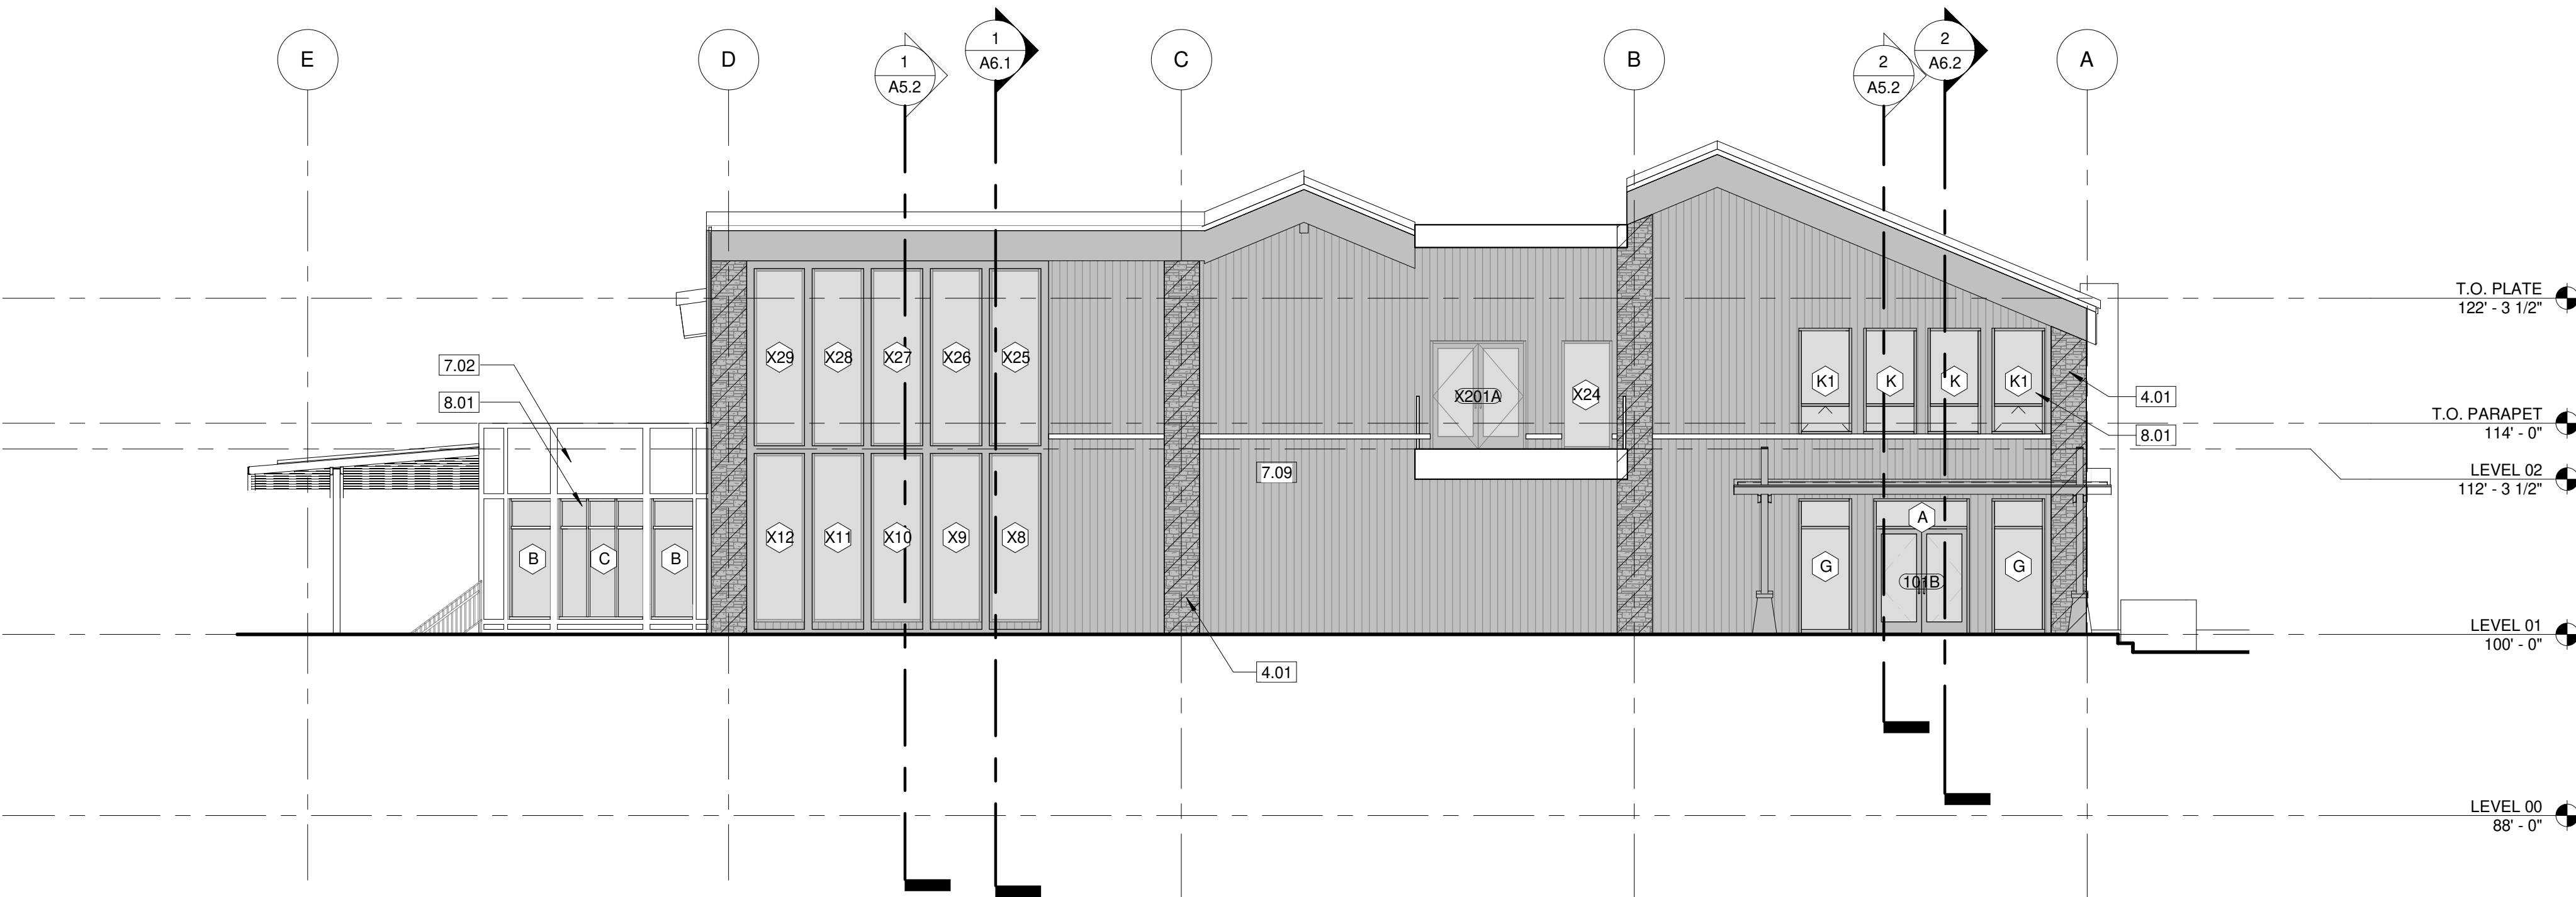 E
D
1
A5.2
1
A6.1
C
B
2
A5.2
2
A6.2
A
T.O. PLATE
122' - 3 1/2"
X29
X28
X27
X26
X25
7.02
8.01
K1
K
K
K1
X201A
X24
4.01
8.01
T.O. PARAPET
114' - 0"
7.09
LEVEL 02
112' - 3 1/2"
X12
X11
X10
X9
X8
A
B
C
B
G
101B
G
LEVEL 01
100' - 0"
4.01
LEVEL 00
88' - 0"